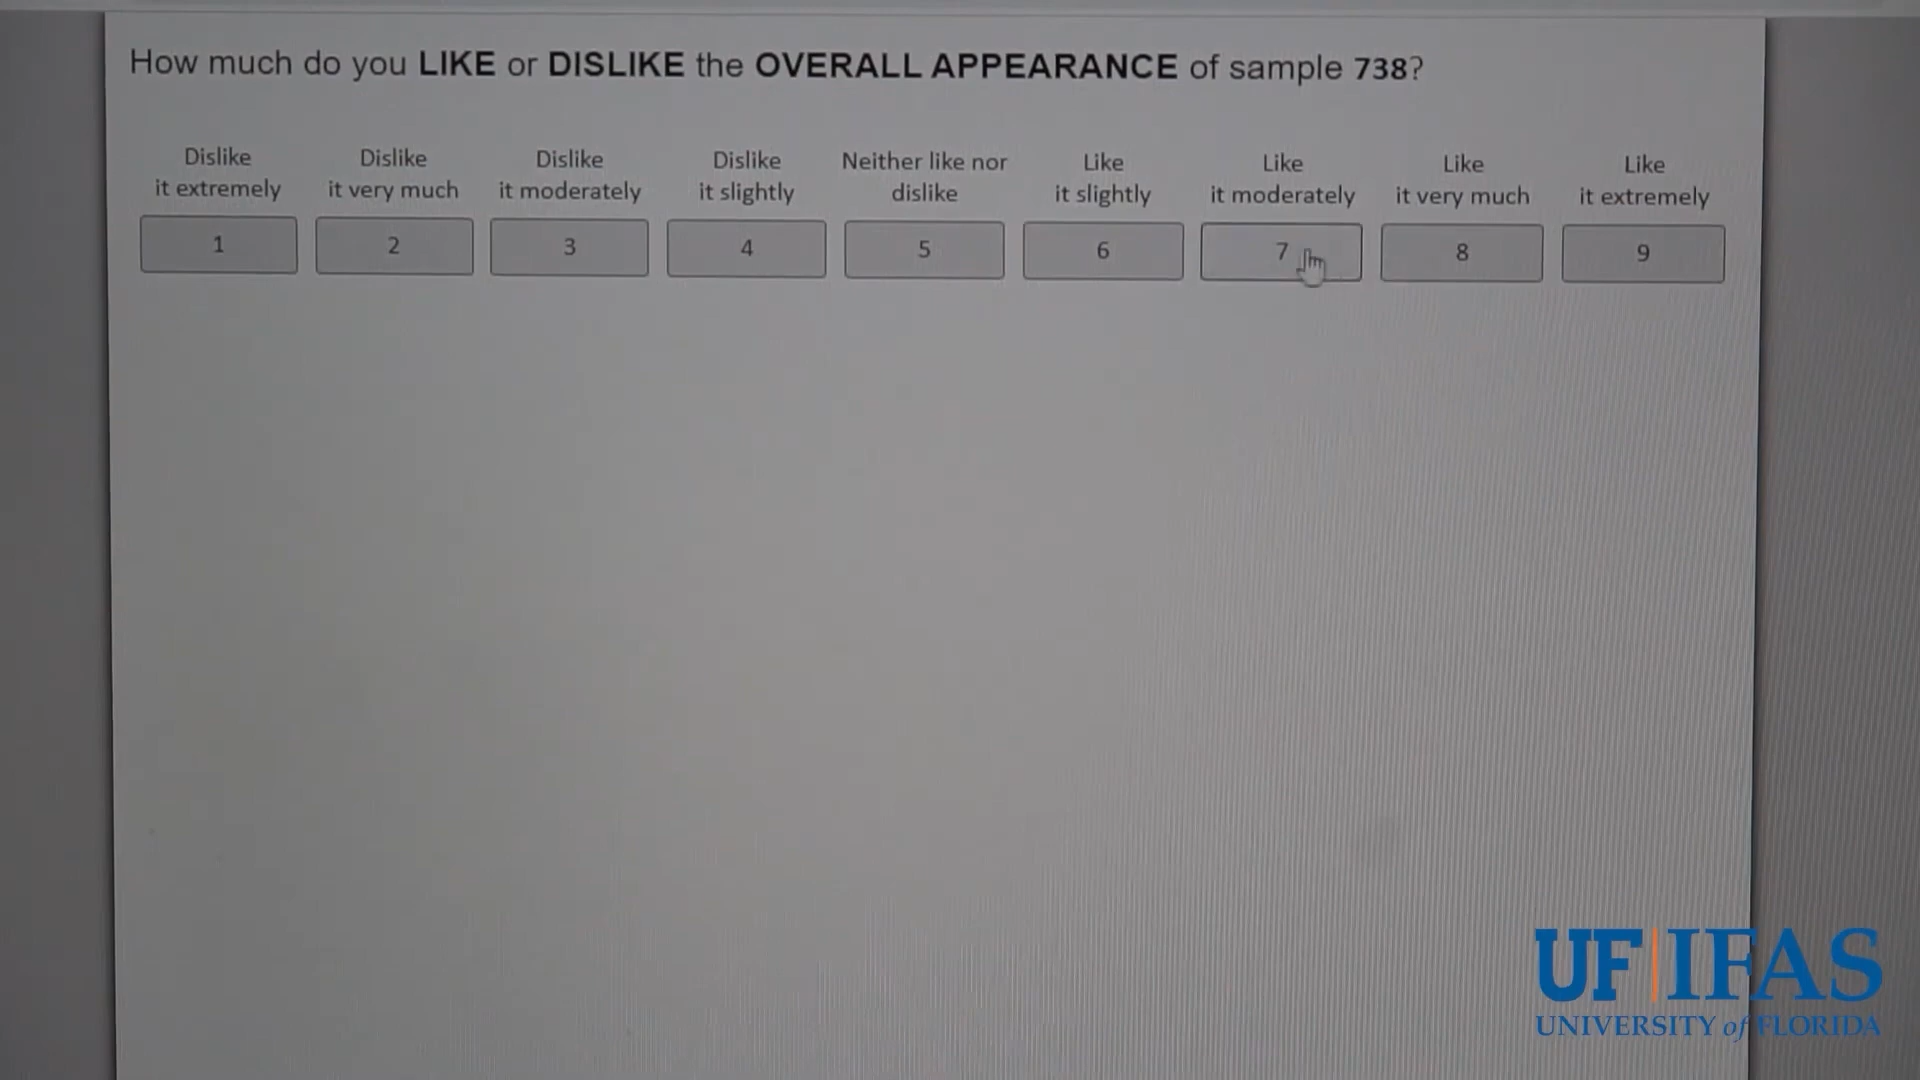 How much do you LIKE or DISLIKE the OVERALL APPEARANCE of sample 738?
Dislike
it extremely
Dislike
it very much
Dislike
it moderately
Dislike
it slightly
Neither like nor
dislike
Like
it slightly
Like
it moderately
Like
it very much
Like
it extremely
1
2
3
4
5
6
7
8
9
UF|IFAS
UNIVERSITY of FLORIDA